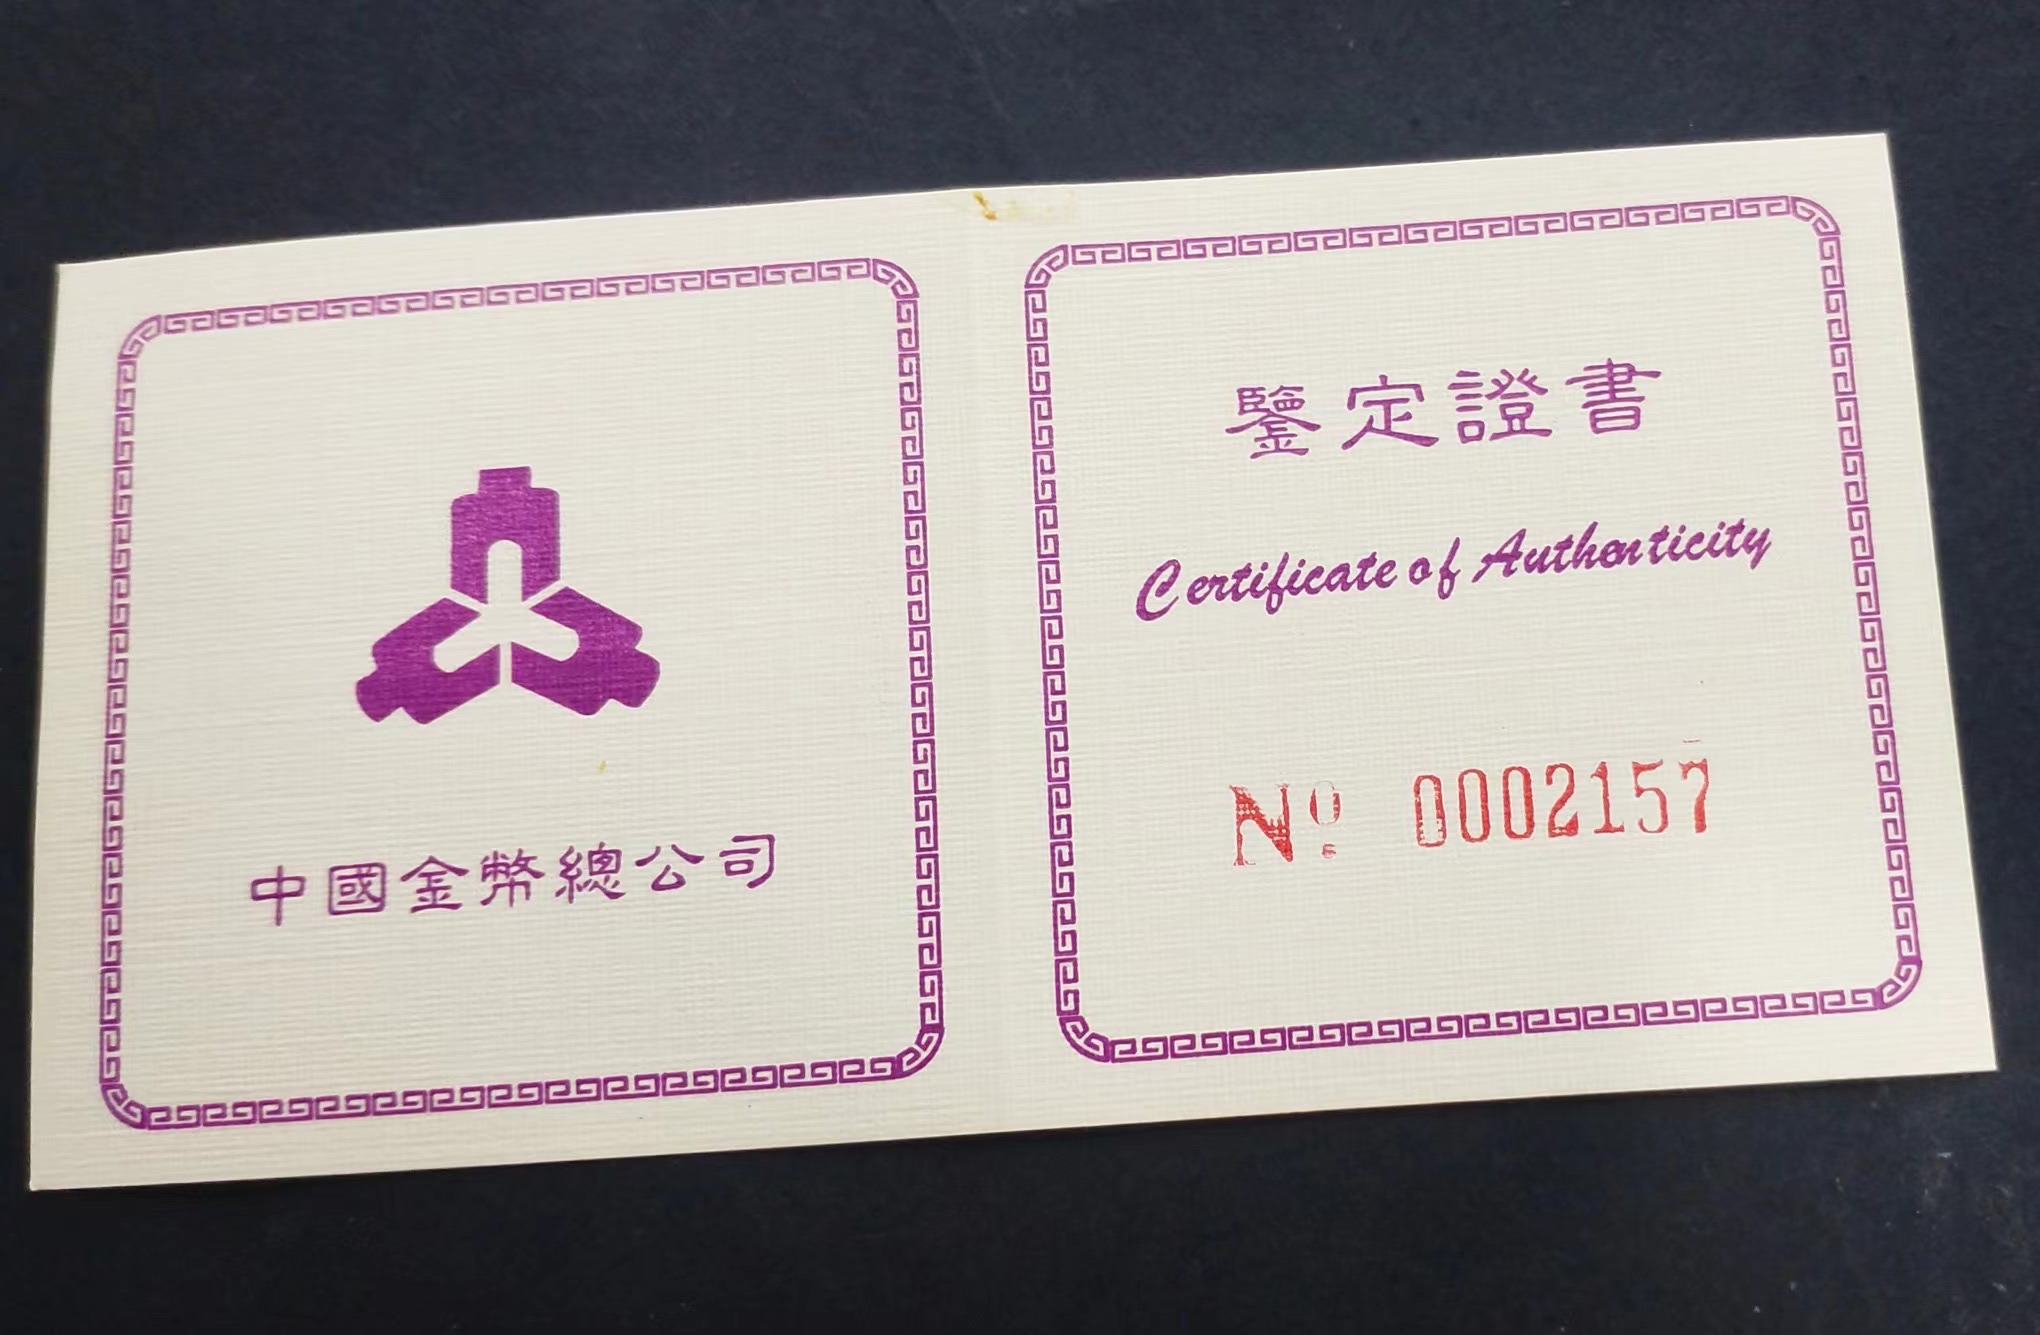 中國金幣總公司
鑒定證書
Certificate of Authenticity
Nº 0002157